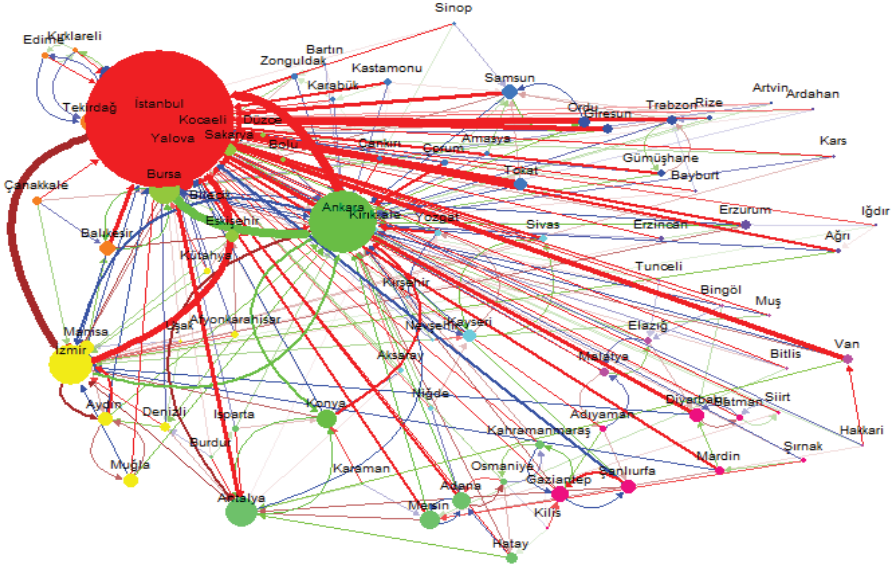 Sinop
Edirne
Kırklareli
Bartın
Zonguldak
Kastamonu
Samsun
Karabük
Artvin
Ardahan
İstanbul
Tekirdağ
Kocaeli
Düzce
Ordu
Giresun
Trabzon
Rize
Yalova
Sakarya
Bolu
Çankırı
Çorum
Amasya
Tokat
Gümüşhane
Bayburt
Kars
Çanakkale
Bursa
Bilecik
Ankara
Kırıkkale
Yozgat
Sivas
Erzincan
Erzurum
Iğdır
Ağrı
Balıkesir
Eskişehir
Kütahya
Tunceli
Kırşehir
Bingöl
Muş
Manisa
İzmir
Uşak
Afyonkarahisar
Nevşehir
Kayseri
Elazığ
Van
Aksaray
Malatya
Bitlis
Aydın
Denizli
Isparta
Konya
Niğde
Adıyaman
Diyarbakır
Batman
Siirt
Burdur
Kahramanmaraş
Hakkari
Muğla
Karaman
Osmaniye
Gaziantep
Şanlıurfa
Mardin
Şırnak
Antalya
Mersin
Adana
Kilis
Hatay